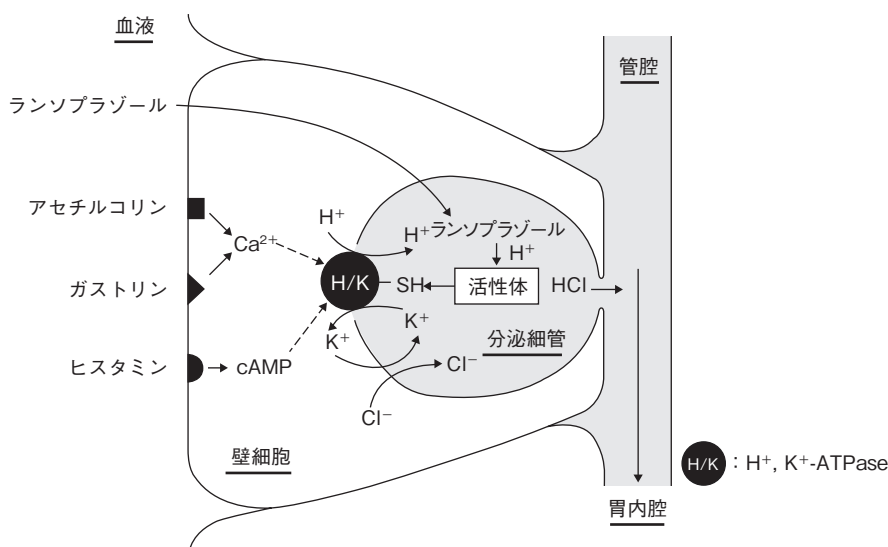 血液
管腔
ランソプラゾール
アセチルコリン
H⁺
H⁺ランソプラゾール
H⁺
Ca²⁺
H/K
SH
活性体
HCl
ガストリン
K⁺
K⁺
分泌細管
ヒスタミン
cAMP
Cl⁻
Cl⁻
壁細胞
H/K：H⁺, K⁺-ATPase
胃内腔